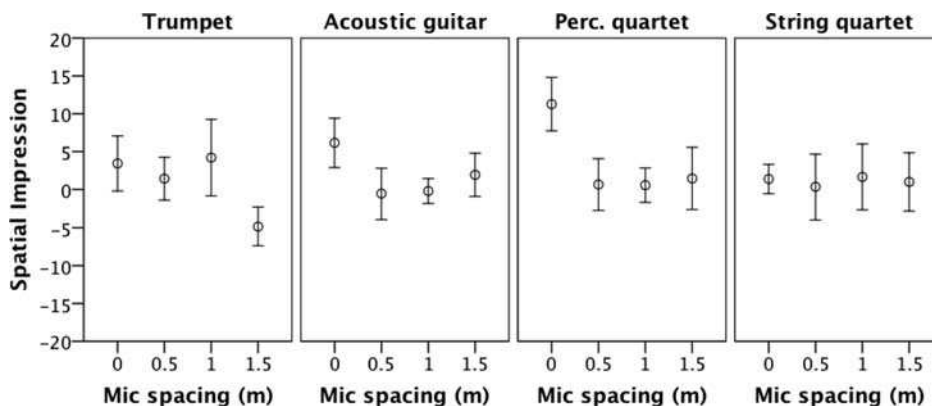 Trumpet Acoustic guitar Perc. quartet String quartet
20
15
10
5
0
−5
−10
−15
−20
Spatial Impression
0 0.5 1 1.5 0 0.5 1 1.5 0 0.5 1 1.5 0 0.5 1 1.5
Mic spacing (m) Mic spacing (m) Mic spacing (m) Mic spacing (m)